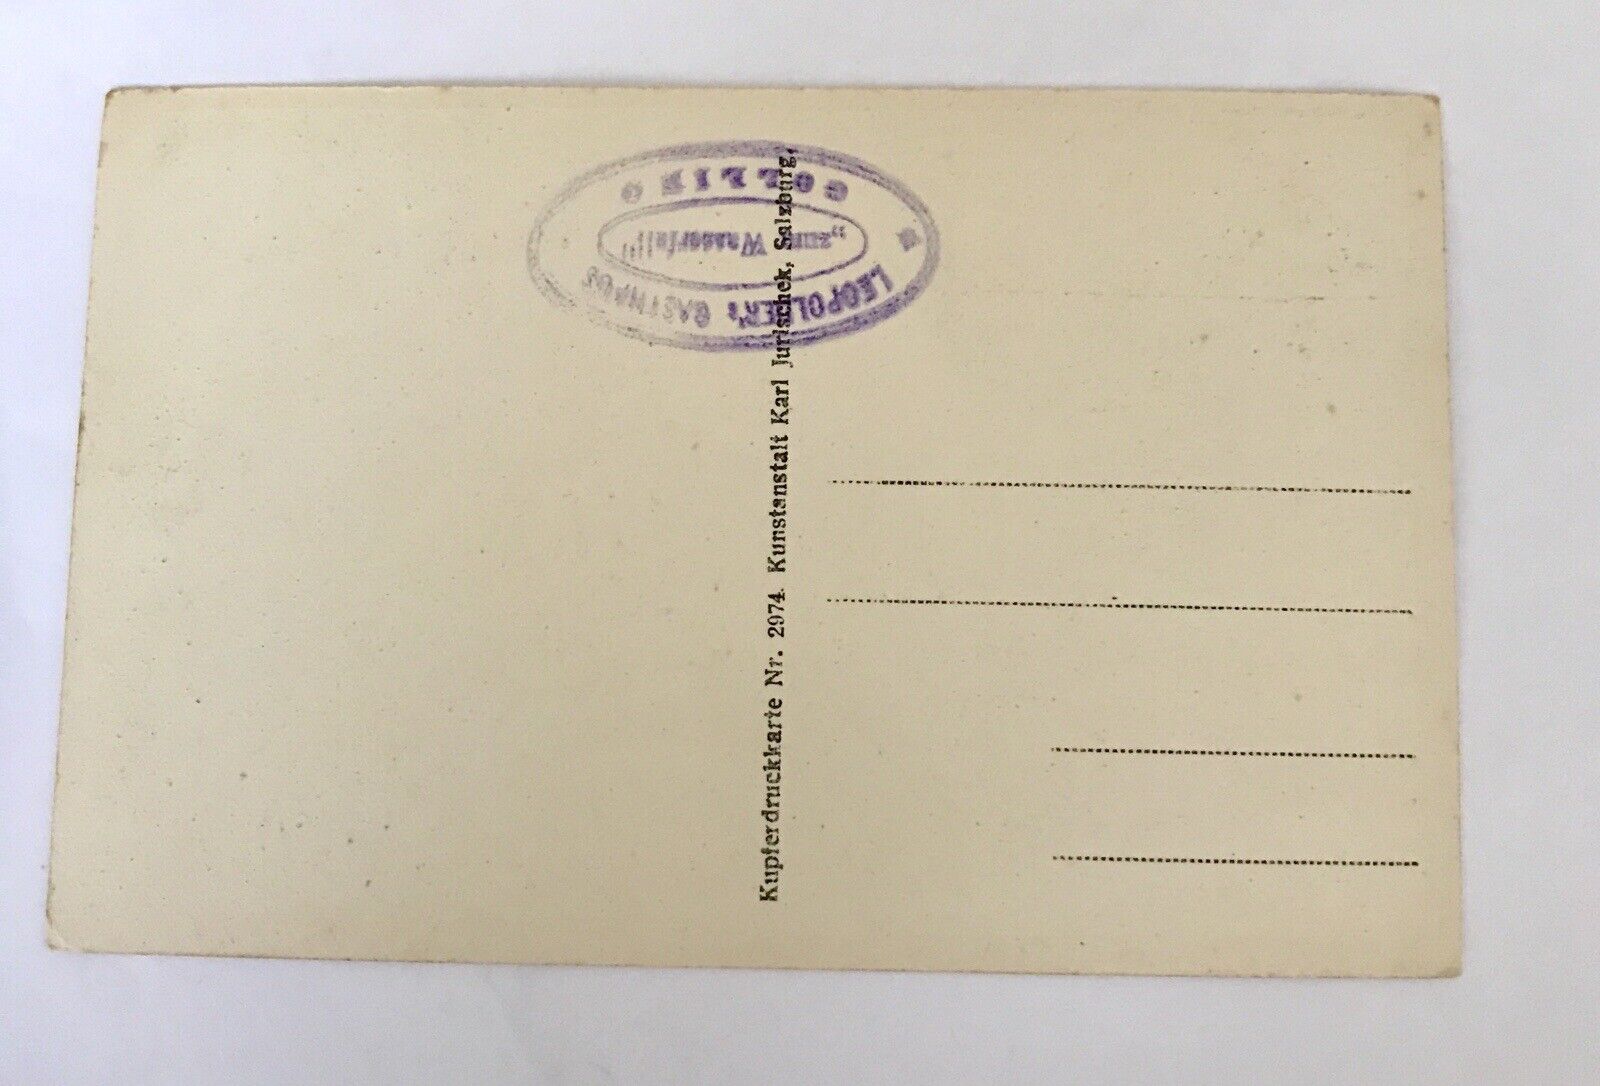 LEOPOLDER'S GASTHAUS
„zum Wasserfall"
GOLLING
Kupferdruckkarte Nr. 2974. Kunstanstalt Karl Jurischek, Salzburg.